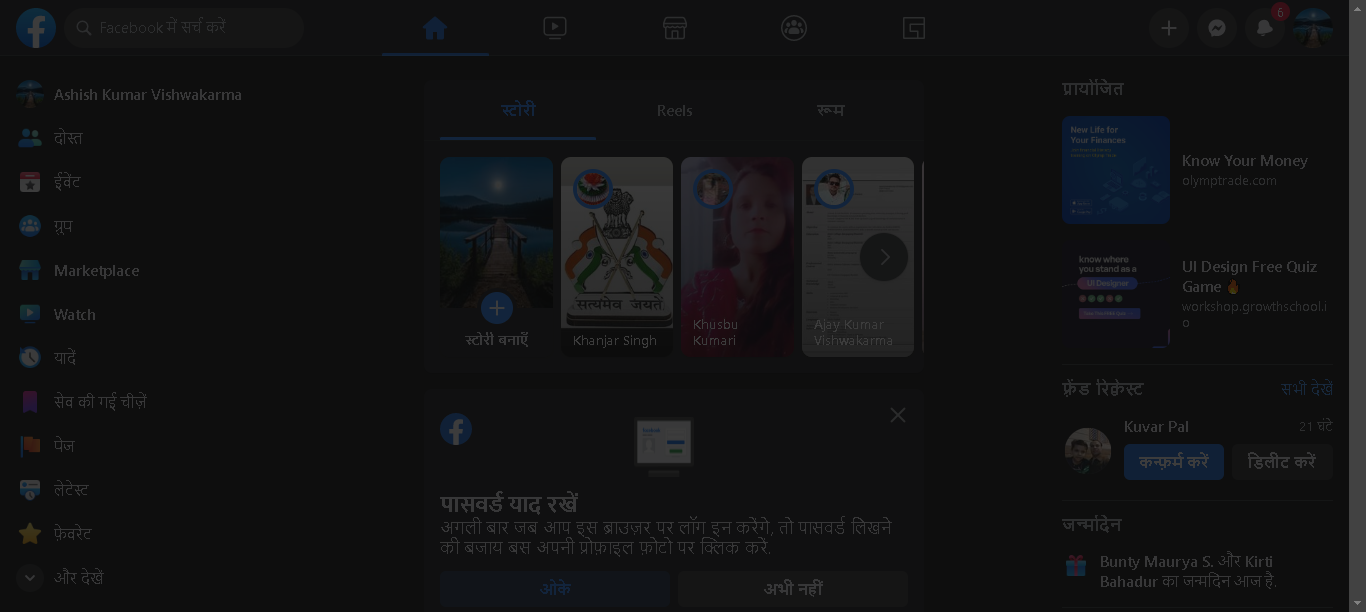 Facebook में सर्च करें
6
Ashish Kumar Vishwakarma
दोस्त
ईवेंट
ग्रुप
Marketplace
Watch
यादें
सेव की गई चीज़ें
पेज
लेटेस्ट
फ़ेवरेट
और देखें
स्टोरी
Reels
रूम
स्टोरी बनाएँ
सत्यमेव जयते
Khanjar Singh
Khusbu
Kumari
Ajay Kumar
Vishwakarma
पासवर्ड याद रखें
अगली बार जब आप इस ब्राउज़र पर लॉग इन करेंगे, तो पासवर्ड लिखने
की बजाय बस अपनी प्रोफ़ाइल फ़ोटो पर क्लिक करें.
ओके
अभी नहीं
प्रायोजित
New Life for
Your Finances
Know Your Money
olymptrade.com
know where
you stand as a
UI Designer
UI Design Free Quiz
Game 🔥
workshop.growthschool.i
o
फ़्रेंड रिक्वेस्ट
सभी देखें
Kuvar Pal
21 घंटे
कन्फ़र्म करें
डिलीट करें
जन्मदिन
Bunty Maurya S. और Kirti
Bahadur का जन्मदिन आज है.